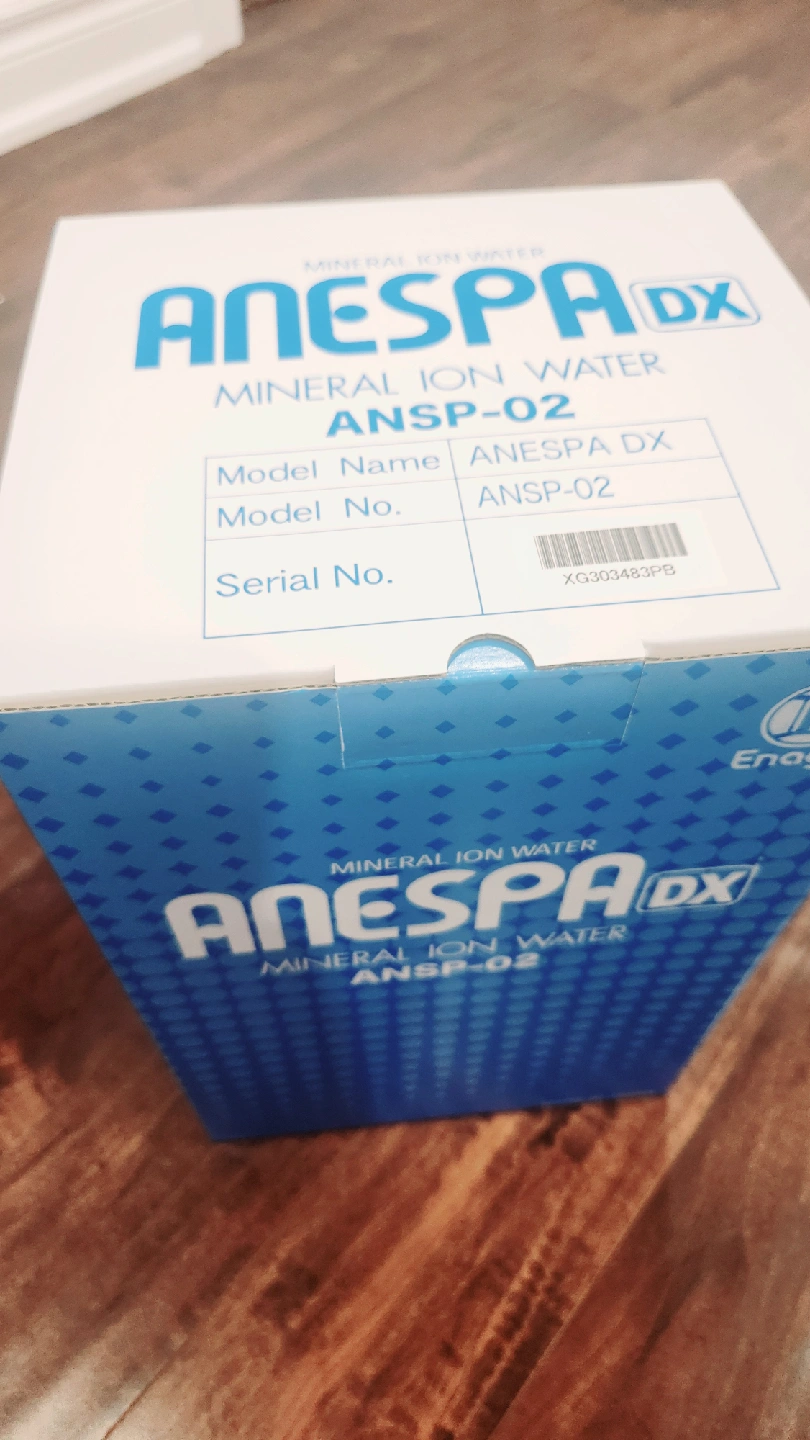 MINERAL ION WATER
ANESPA DX
MINERAL ION WATER
ANSP-02
Model Name ANESPA DX
Model No. ANSP-02
Serial No.
XG303483PB
Enag
MINERAL ION WATER
ANESPA DX
MINERAL ION WATER
ANSP-02